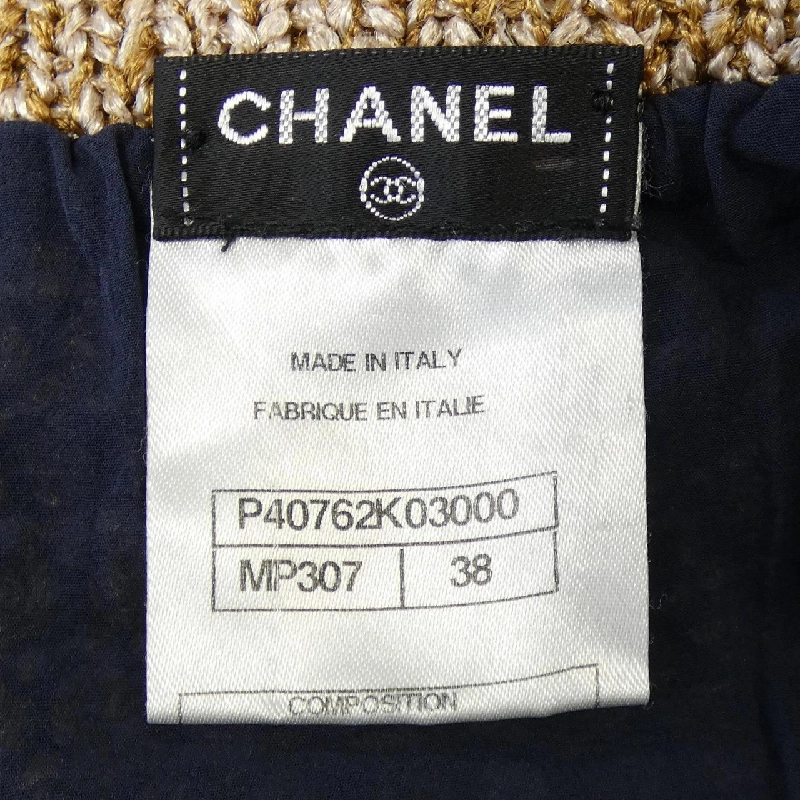 CHANEL
MADE IN ITALY
FABRIQUE EN ITALIE
P40762K03000
MP307 38
COMPOSITION